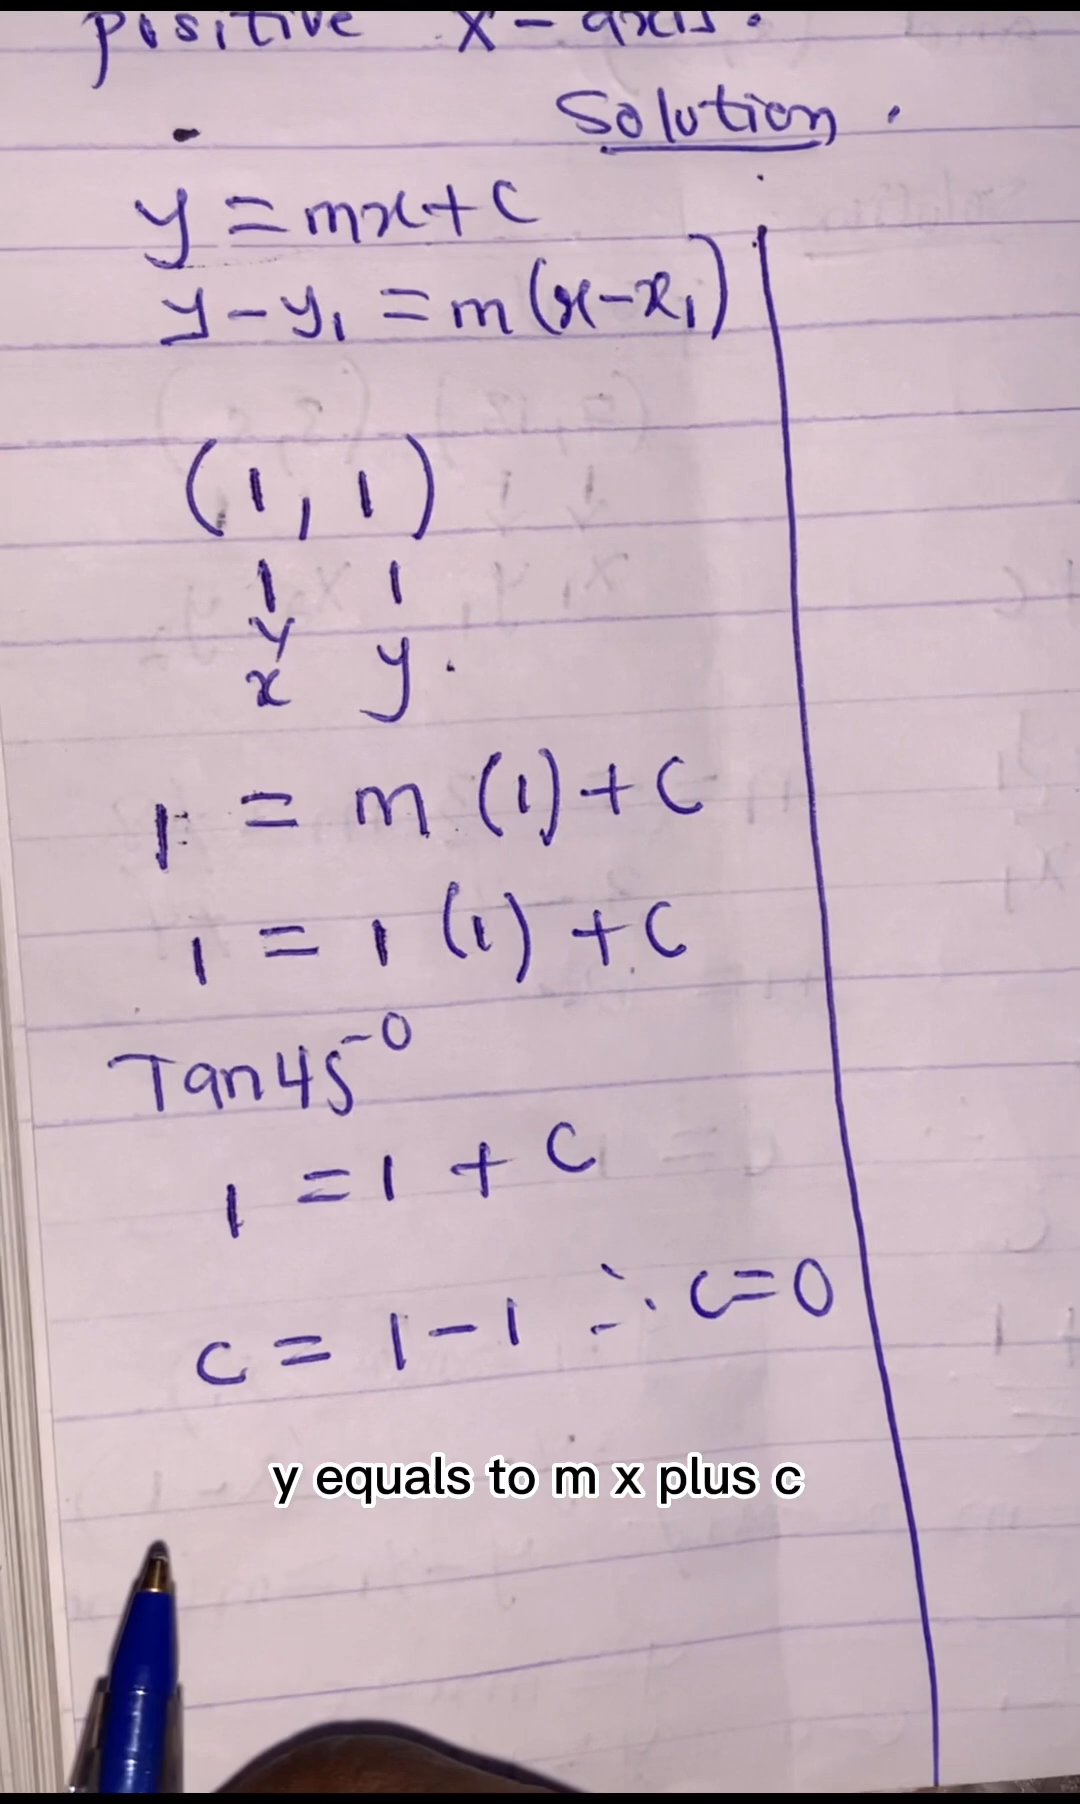 positive x-axis.
Solution.
y = mx+c
y-y₁ = m(x-x₁)
(1, 1)
x y.
1 = m(1)+c
1 = 1(1)+c
Tan45⁻⁰
1 = 1 + c
c = 1-1 ∴ c=0
y equals to m x plus c